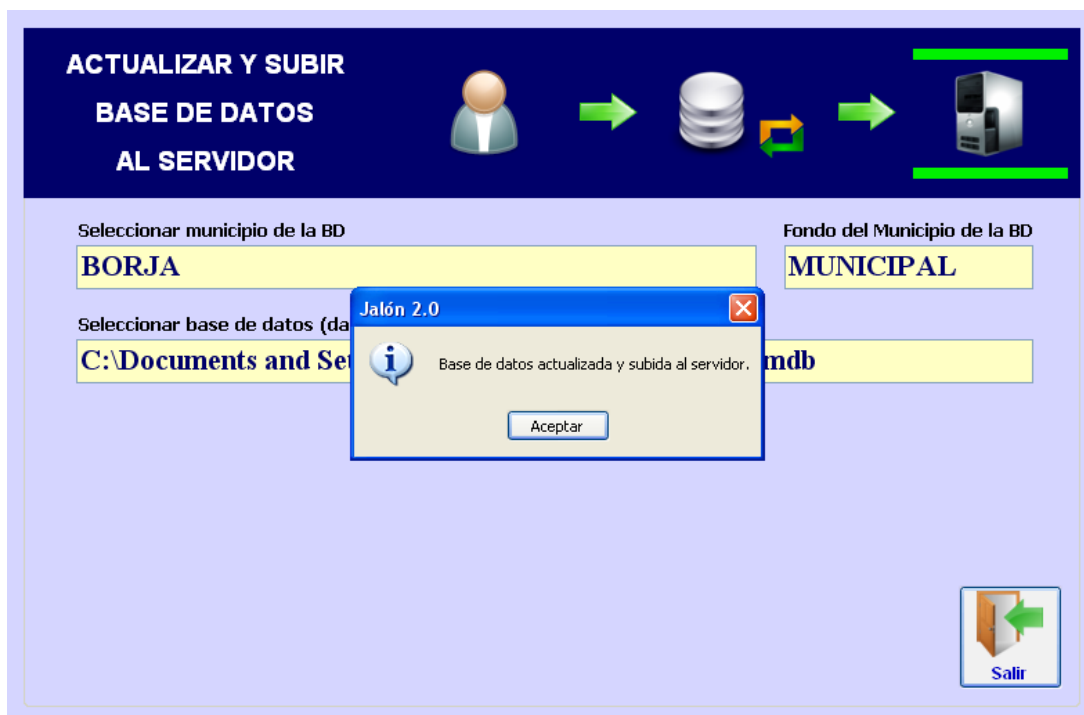 ACTUALIZAR Y SUBIR
BASE DE DATOS
AL SERVIDOR
Seleccionar municipio de la BD
Fondo del Municipio de la BD
BORJA
MUNICIPAL
Jalón 2.0
Seleccionar base de datos (da
C:\Documents and Set
mdb
Base de datos actualizada y subida al servidor.
Aceptar
Salir